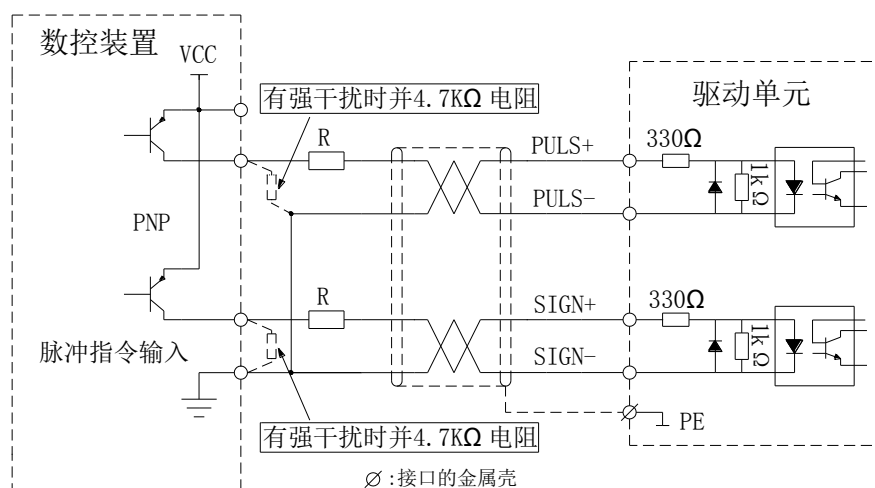 数控装置
VCC
有强干扰时并4.7KΩ 电阻
驱动单元
R
PULS+
330Ω
1kΩ
PULS-
PNP
R
SIGN+
330Ω
1kΩ
脉冲指令输入
SIGN-
PE
有强干扰时并4.7KΩ 电阻
∅:接口的金属壳